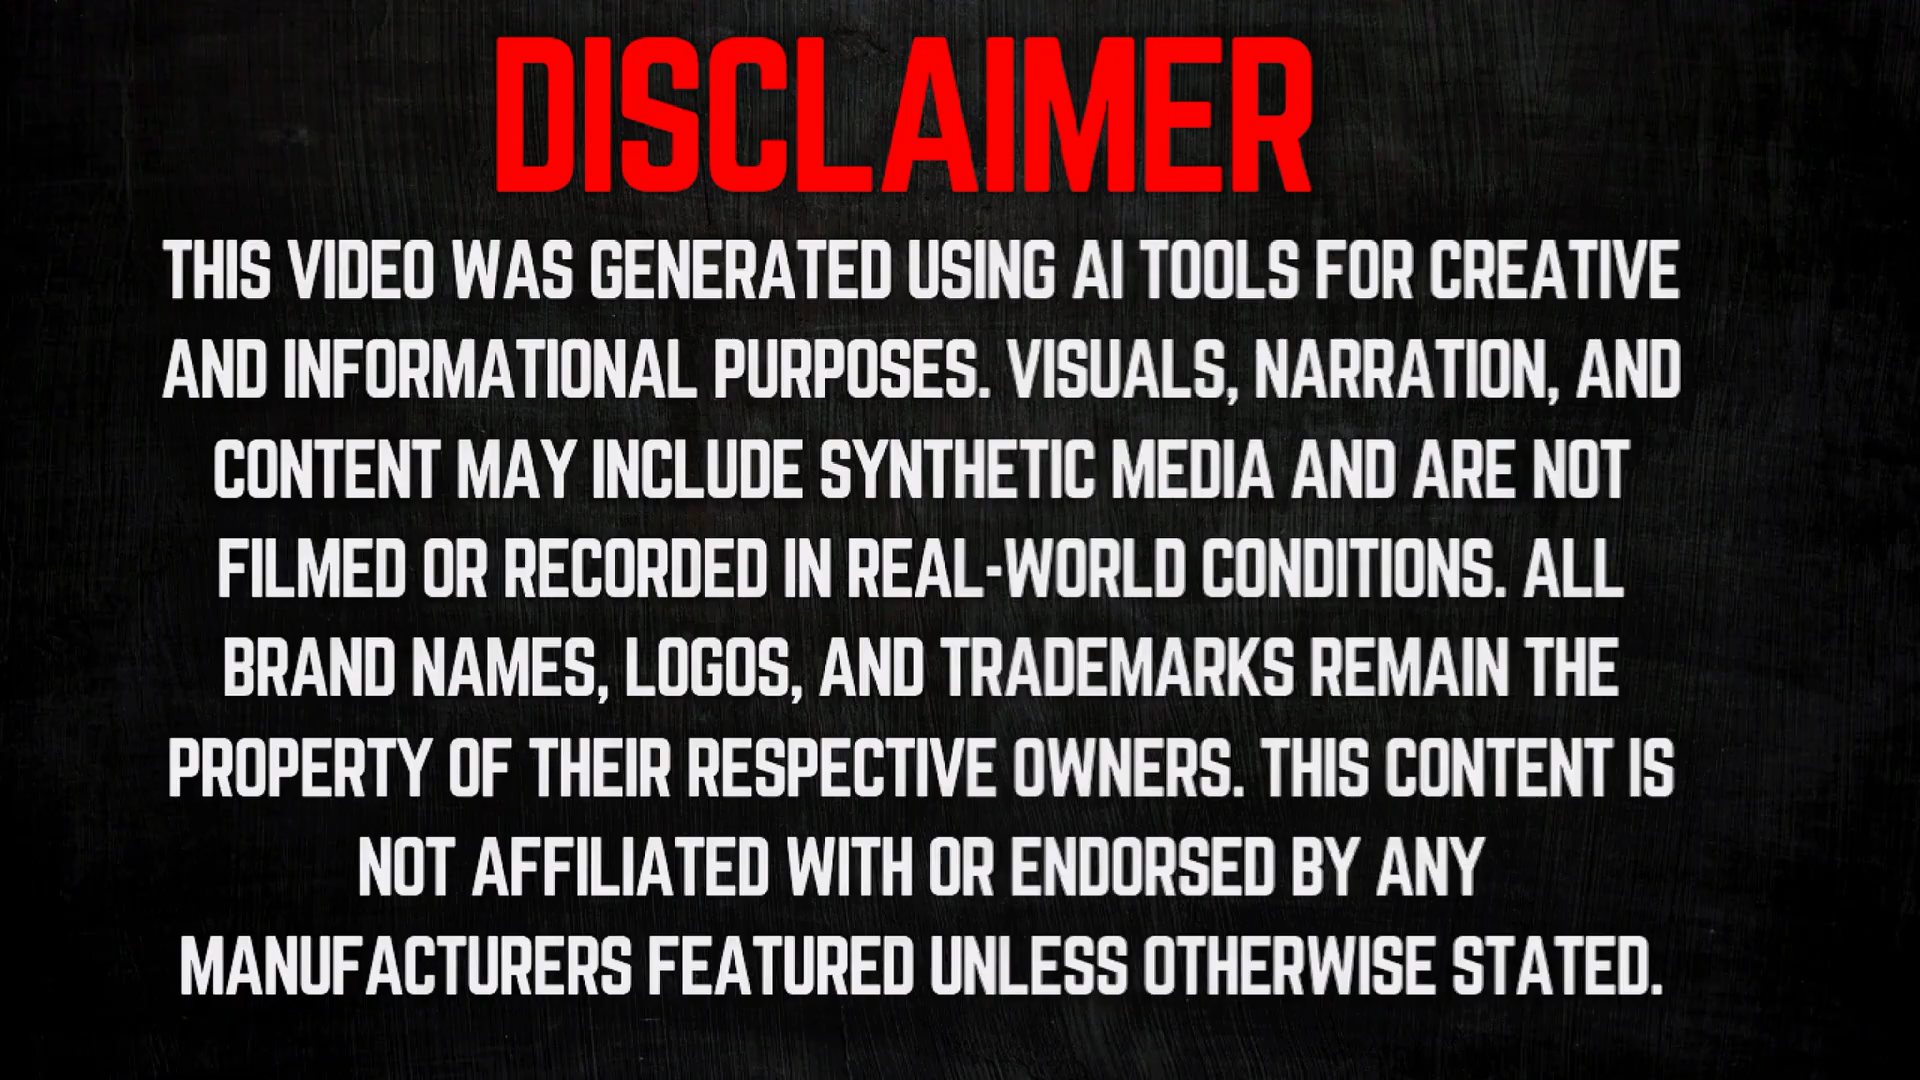 DISCLAIMER
THIS VIDEO WAS GENERATED USING AI TOOLS FOR CREATIVE
AND INFORMATIONAL PURPOSES. VISUALS, NARRATION, AND
CONTENT MAY INCLUDE SYNTHETIC MEDIA AND ARE NOT
FILMED OR RECORDED IN REAL-WORLD CONDITIONS. ALL
BRAND NAMES, LOGOS, AND TRADEMARKS REMAIN THE
PROPERTY OF THEIR RESPECTIVE OWNERS. THIS CONTENT IS
NOT AFFILIATED WITH OR ENDORSED BY ANY
MANUFACTURERS FEATURED UNLESS OTHERWISE STATED.